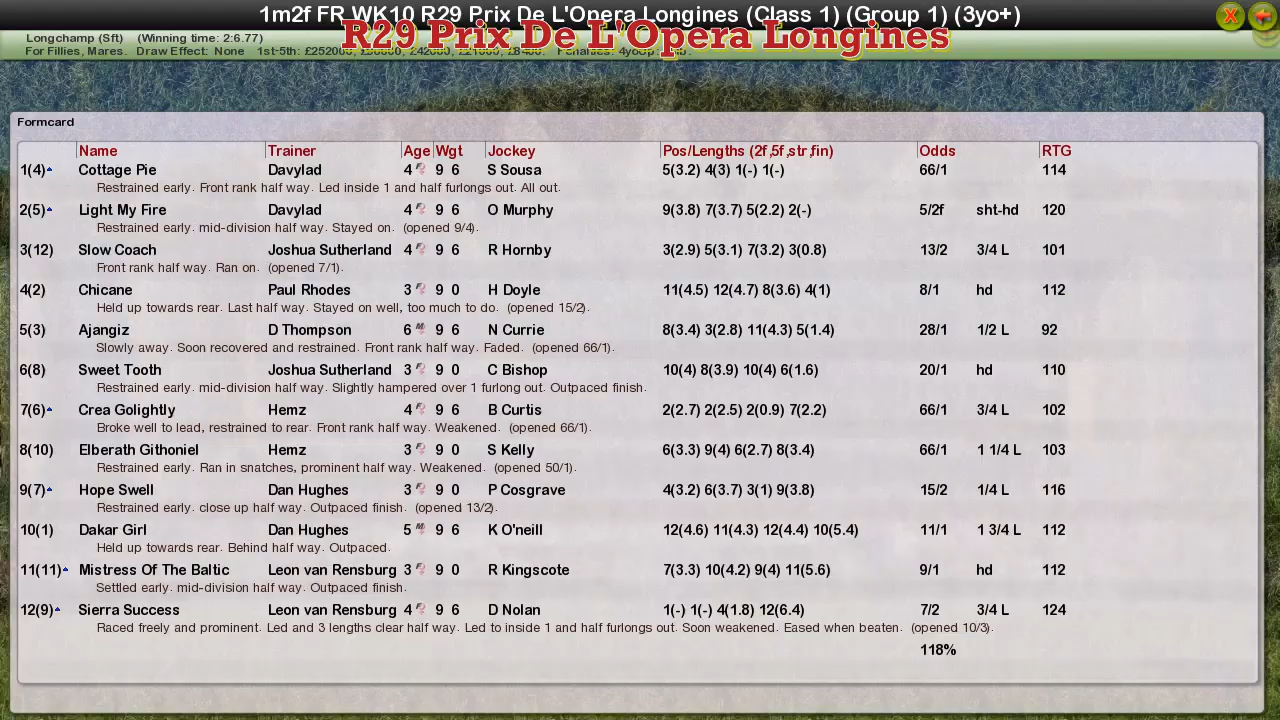 1m2f FR WK10 R29 Prix De L'Opera Longines (Class 1) (Group 1) (3yo+)
R29 Prix De L'Opera Longines
Longchamp (Sft) (Winning time: 2:6.77)
For Fillies, Mares. Draw Effect: None 1st-5th: £252000,
Formcard
Name Trainer Age Wgt Jockey Pos/Lengths (2f,5f,str,fin) Odds RTG
1(4) Cottage Pie Davylad 4 9 6 S Sousa 5(3.2) 4(3) 1(-) 1(-) 66/1 114
Restrained early. Front rank half way. Led inside 1 and half furlongs out. All out.
2(5) Light My Fire Davylad 4 9 6 O Murphy 9(3.8) 7(3.7) 5(2.2) 2(-) 5/2f sht-hd 120
Restrained early. mid-division half way. Stayed on. (opened 9/4).
3(12) Slow Coach Joshua Sutherland 4 9 6 R Hornby 3(2.9) 5(3.1) 7(3.2) 3(0.8) 13/2 3/4 L 101
Front rank half way. Ran on. (opened 7/1).
4(2) Chicane Paul Rhodes 3 9 0 H Doyle 11(4.5) 12(4.7) 8(3.6) 4(1) 8/1 hd 112
Held up towards rear. Last half way. Stayed on well, too much to do. (opened 15/2).
5(3) Ajangiz D Thompson 6 9 6 N Currie 8(3.4) 3(2.8) 11(4.3) 5(1.4) 28/1 1/2 L 92
Slowly away. Soon recovered and restrained. Front rank half way. Faded. (opened 66/1).
6(8) Sweet Tooth Joshua Sutherland 3 9 0 C Bishop 10(4) 8(3.9) 10(4) 6(1.6) 20/1 hd 110
Restrained early. mid-division half way. Slightly hampered over 1 furlong out. Outpaced finish.
7(6) Crea Golightly Hemz 4 9 6 B Curtis 2(2.7) 2(2.5) 2(0.9) 7(2.2) 66/1 3/4 L 102
Broke well to lead, restrained to rear. Front rank half way. Weakened. (opened 66/1).
8(10) Elberath Githoniel Hemz 3 9 0 S Kelly 6(3.3) 9(4) 6(2.7) 8(3.4) 66/1 1 1/4 L 103
Restrained early. Ran in snatches, prominent half way. Weakened. (opened 50/1).
9(7) Hope Swell Dan Hughes 3 9 0 P Cosgrave 4(3.2) 6(3.7) 3(1) 9(3.8) 15/2 1/4 L 116
Restrained early. close up half way. Outpaced finish. (opened 13/2).
10(1) Dakar Girl Dan Hughes 5 9 6 K O'neill 12(4.6) 11(4.3) 12(4.4) 10(5.4) 11/1 1 3/4 L 112
Held up towards rear. Behind half way. Outpaced.
11(11) Mistress Of The Baltic Leon van Rensburg 3 9 0 R Kingscote 7(3.3) 10(4.2) 9(4) 11(5.6) 9/1 hd 112
Settled early. mid-division half way. Outpaced finish.
12(9) Sierra Success Leon van Rensburg 4 9 6 D Nolan 1(-) 1(-) 4(1.8) 12(6.4) 7/2 3/4 L 124
Raced freely and prominent. Led and 3 lengths clear half way. Led to inside 1 and half furlongs out. Soon weakened. Eased when beaten. (opened 10/3).
118%